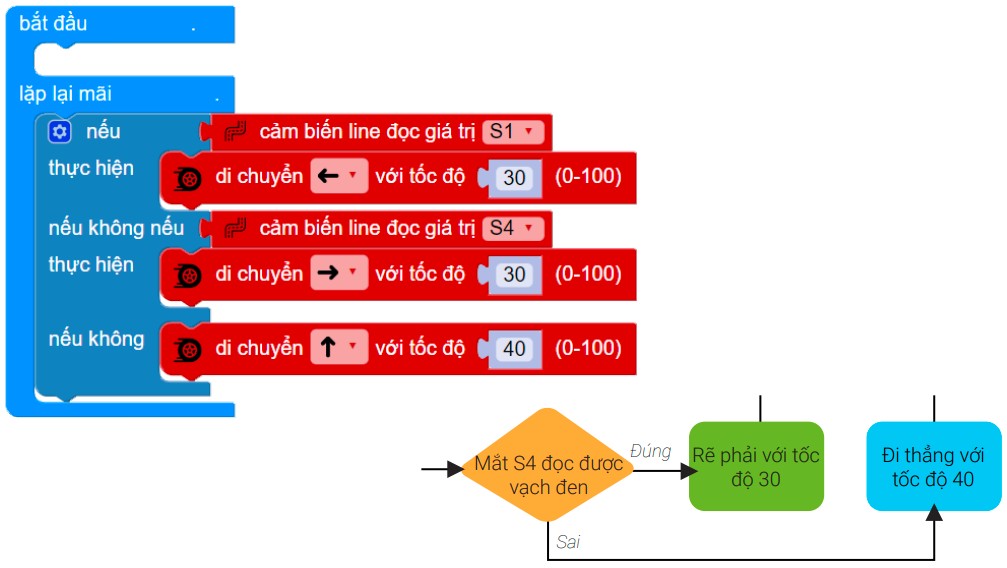 bắt đầu .
lặp lại mãi .
nếu cảm biến line đọc giá trị S1
thực hiện di chuyển ← với tốc độ 30 (0-100)
nếu không nếu cảm biến line đọc giá trị S4
thực hiện di chuyển → với tốc độ 30 (0-100)
nếu không di chuyển ↑ với tốc độ 40 (0-100)
Mắt S4 đọc được
vạch đen
Đúng
Rẽ phải với tốc
độ 30
Đi thẳng với
tốc độ 40
Sai